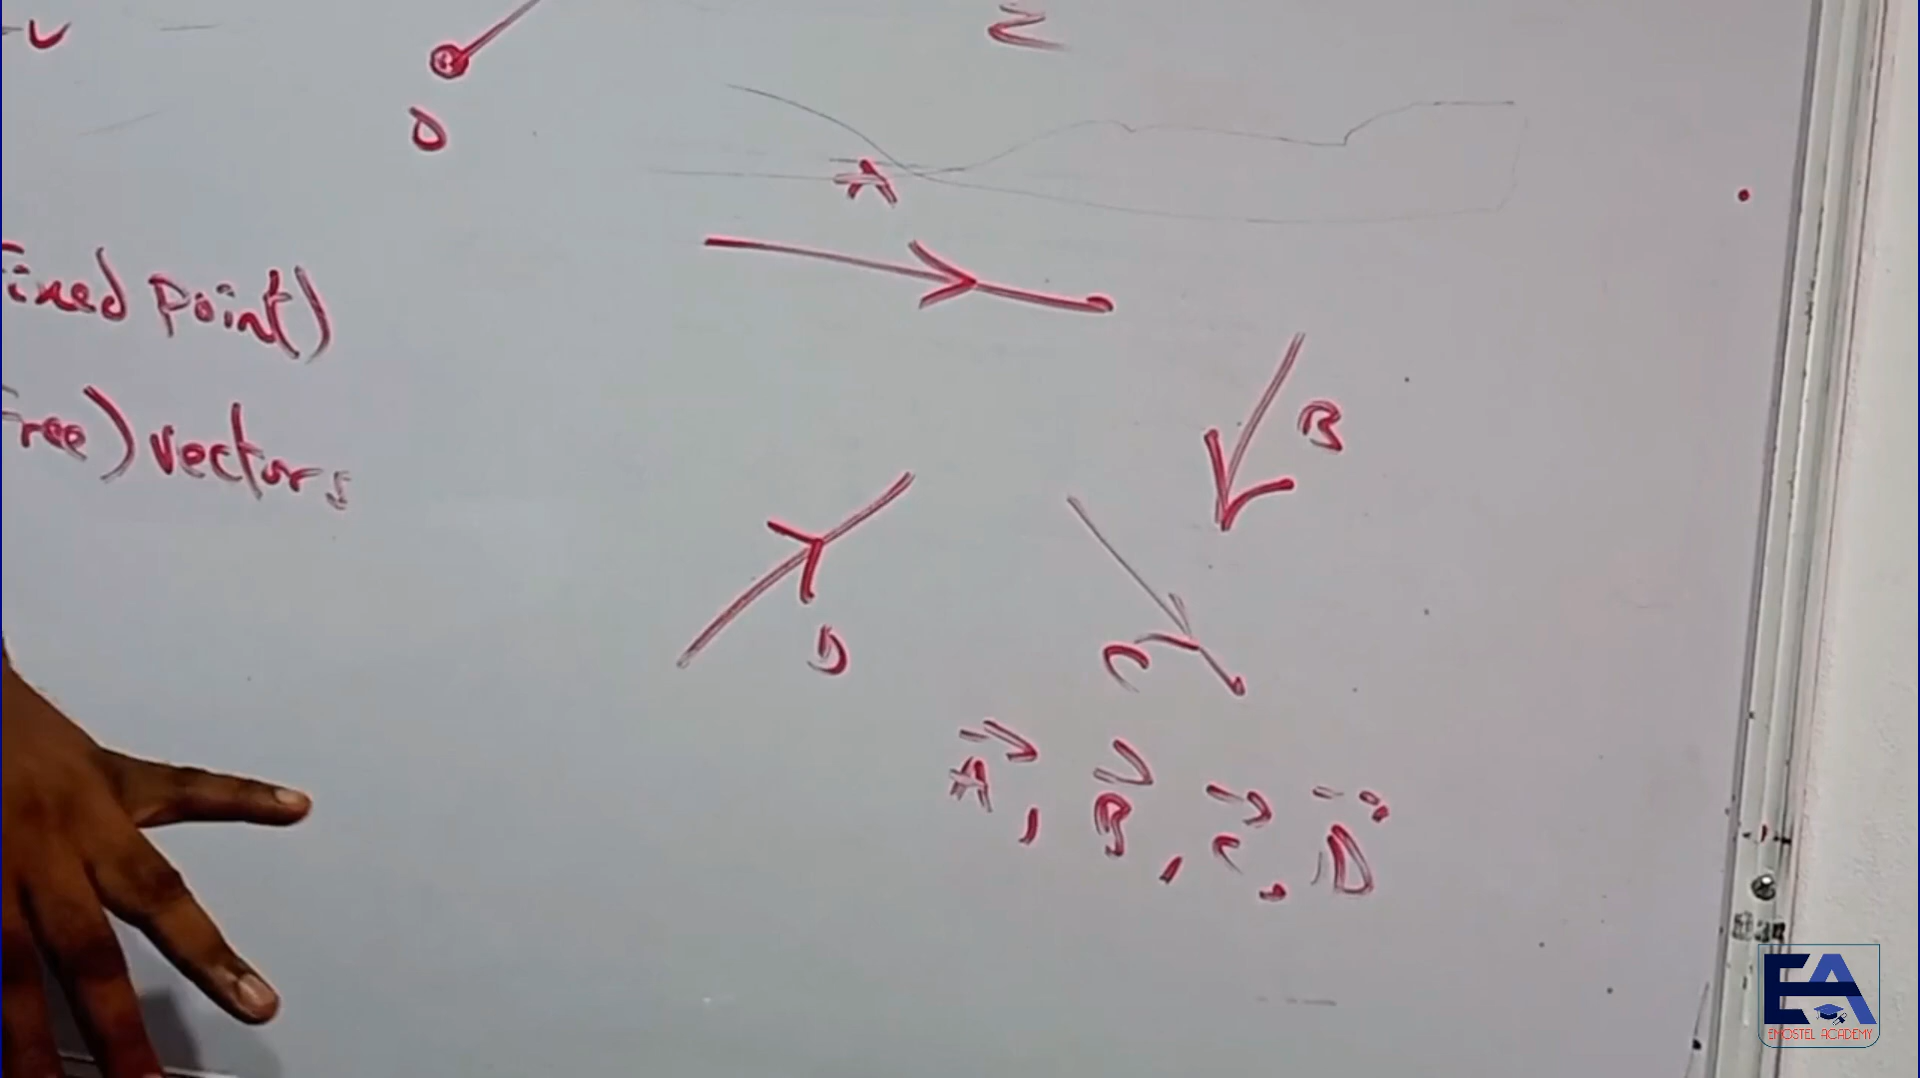 O
A
fixed point)
B
free) vectors
D
C
A⃗, B⃗, C⃗, D⃗
EA
ENOSTEL ACADEMY